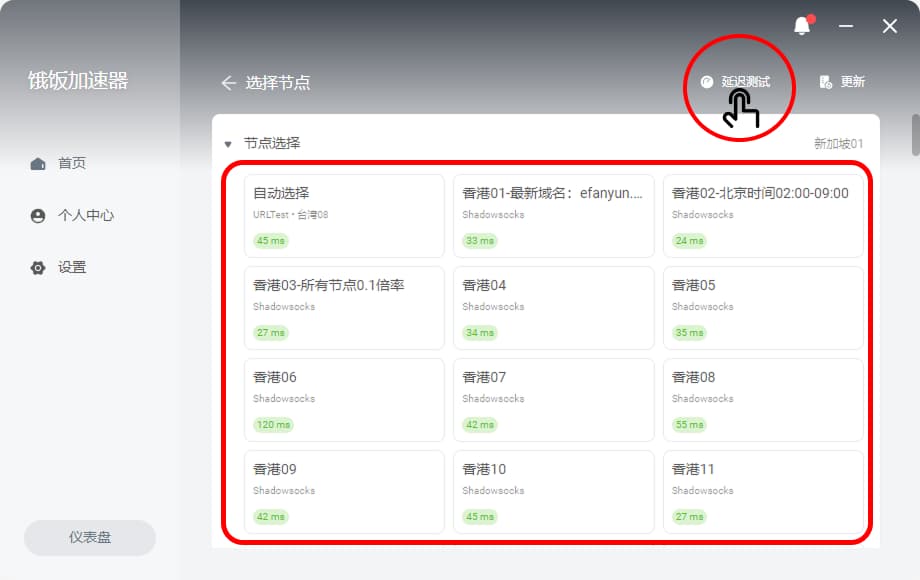 饿饭加速器
选择节点
延迟测试
更新
首页
个人中心
设置
仪表盘
节点选择
新加坡01
自动选择
URLTest • 台湾08
45 ms
香港01-最新域名：efanyun....
Shadowsocks
33 ms
香港02-北京时间02:00-09:00
Shadowsocks
24 ms
香港03-所有节点0.1倍率
Shadowsocks
27 ms
香港04
Shadowsocks
34 ms
香港05
Shadowsocks
35 ms
香港06
Shadowsocks
120 ms
香港07
Shadowsocks
42 ms
香港08
Shadowsocks
55 ms
香港09
Shadowsocks
42 ms
香港10
Shadowsocks
45 ms
香港11
Shadowsocks
27 ms